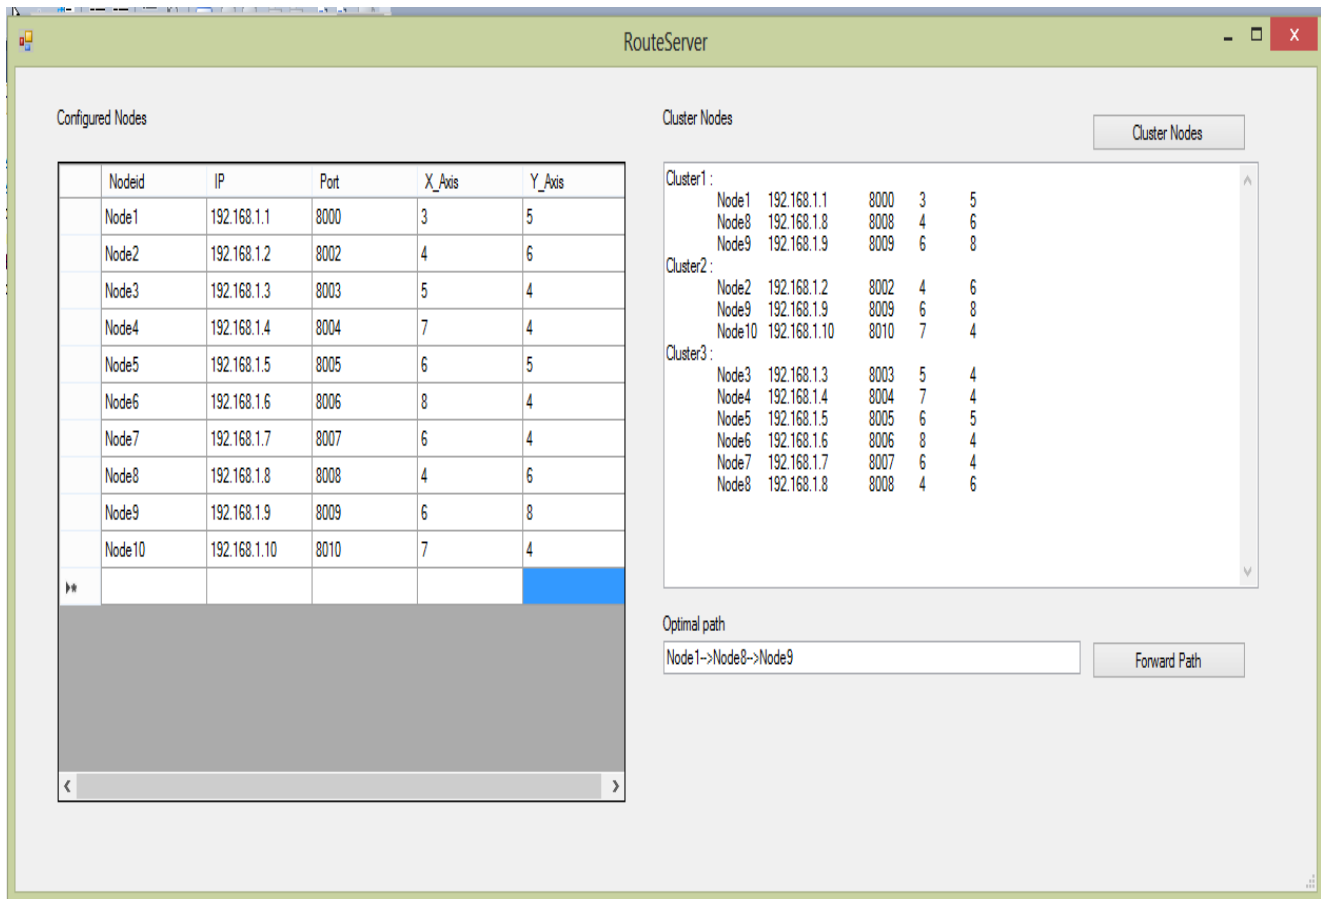 RouteServer
X
Configured Nodes
Nodeid IP Port X_Axis Y_Axis
Node1 192.168.1.1 8000 3 5
Node2 192.168.1.2 8002 4 6
Node3 192.168.1.3 8003 5 4
Node4 192.168.1.4 8004 7 4
Node5 192.168.1.5 8005 6 5
Node6 192.168.1.6 8006 8 4
Node7 192.168.1.7 8007 6 4
Node8 192.168.1.8 8008 4 6
Node9 192.168.1.9 8009 6 8
Node10 192.168.1.10 8010 7 4
Cluster Nodes
Cluster Nodes
Cluster1 :
Node1 192.168.1.1 8000 3 5
Node8 192.168.1.8 8008 4 6
Node9 192.168.1.9 8009 6 8
Cluster2 :
Node2 192.168.1.2 8002 4 6
Node9 192.168.1.9 8009 6 8
Node10 192.168.1.10 8010 7 4
Cluster3 :
Node3 192.168.1.3 8003 5 4
Node4 192.168.1.4 8004 7 4
Node5 192.168.1.5 8005 6 5
Node6 192.168.1.6 8006 8 4
Node7 192.168.1.7 8007 6 4
Node8 192.168.1.8 8008 4 6
Optimal path
Node1-->Node8-->Node9
Forward Path